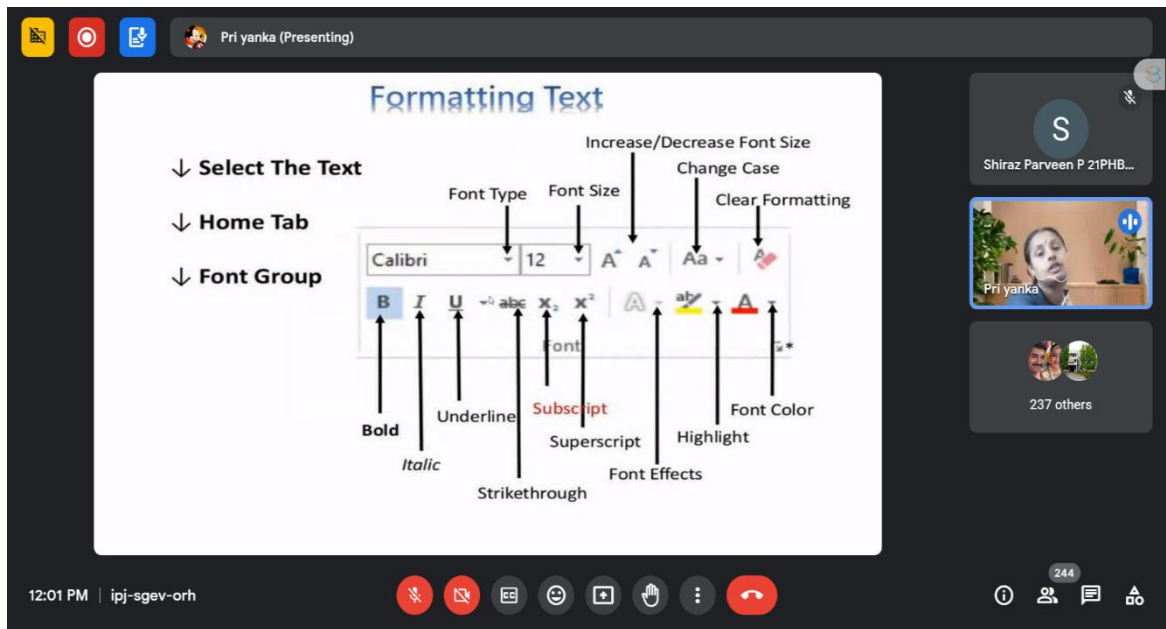 Pri yanka (Presenting)
Formatting Text
↓ Select The Text
↓ Home Tab
↓ Font Group
Increase/Decrease Font Size
Change Case
Font Type
Font Size
Clear Formatting
Calibri
12
A A
Aa
A
B I U abc X₂ X² A aby A
Font
*
Bold
Italic
Underline
Strikethrough
Subscript
Superscript
Font Effects
Highlight
Font Color
S
Shiraz Parveen P 21PHB...
Pri yanka
237 others
12:01 PM | ipj-sgev-orh
CC
244